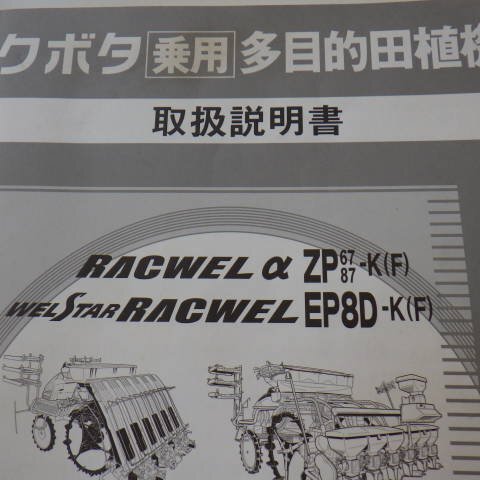 クボタ 乗用 多目的田植機
取扱説明書
RACWEL α ZP67 87-K(F)
WELSTAR RACWEL EP8D-K(F)